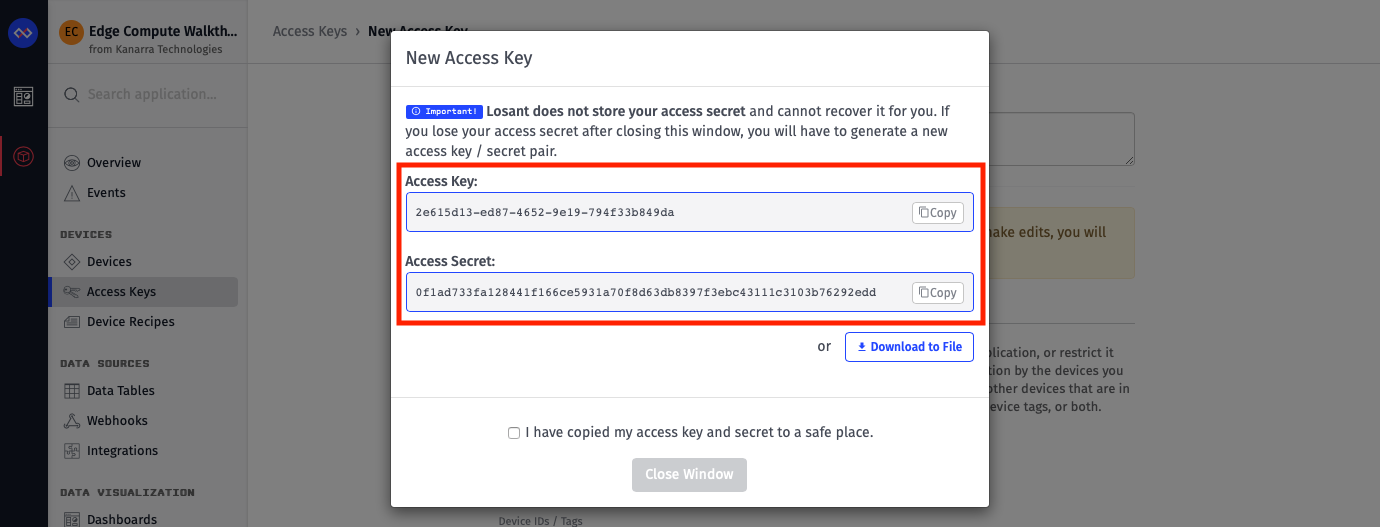 EC Edge Compute Walkth...
from Kanarra Technologies
Search application...
Overview
Events
DEVICES
Devices
Access Keys
Device Recipes
DATA SOURCES
Data Tables
Webhooks
Integrations
DATA VISUALIZATION
Dashboards
Access Keys › New Access Key
New Access Key
Important! Losant does not store your access secret and cannot recover it for you. If
you lose your access secret after closing this window, you will have to generate a new
access key / secret pair.
Access Key:
2e615d13-ed87-4652-9e19-794f33b849da Copy
Access Secret:
0f1ad733fa128441f166ce5931a70f8d63db8397f3ebc43111c3103b76292edd Copy
or Download to File
I have copied my access key and secret to a safe place.
Close Window
make edits, you will
plication, or restrict it
tion by the devices you
other devices that are in
device tags, or both.
Device IDs / Tags